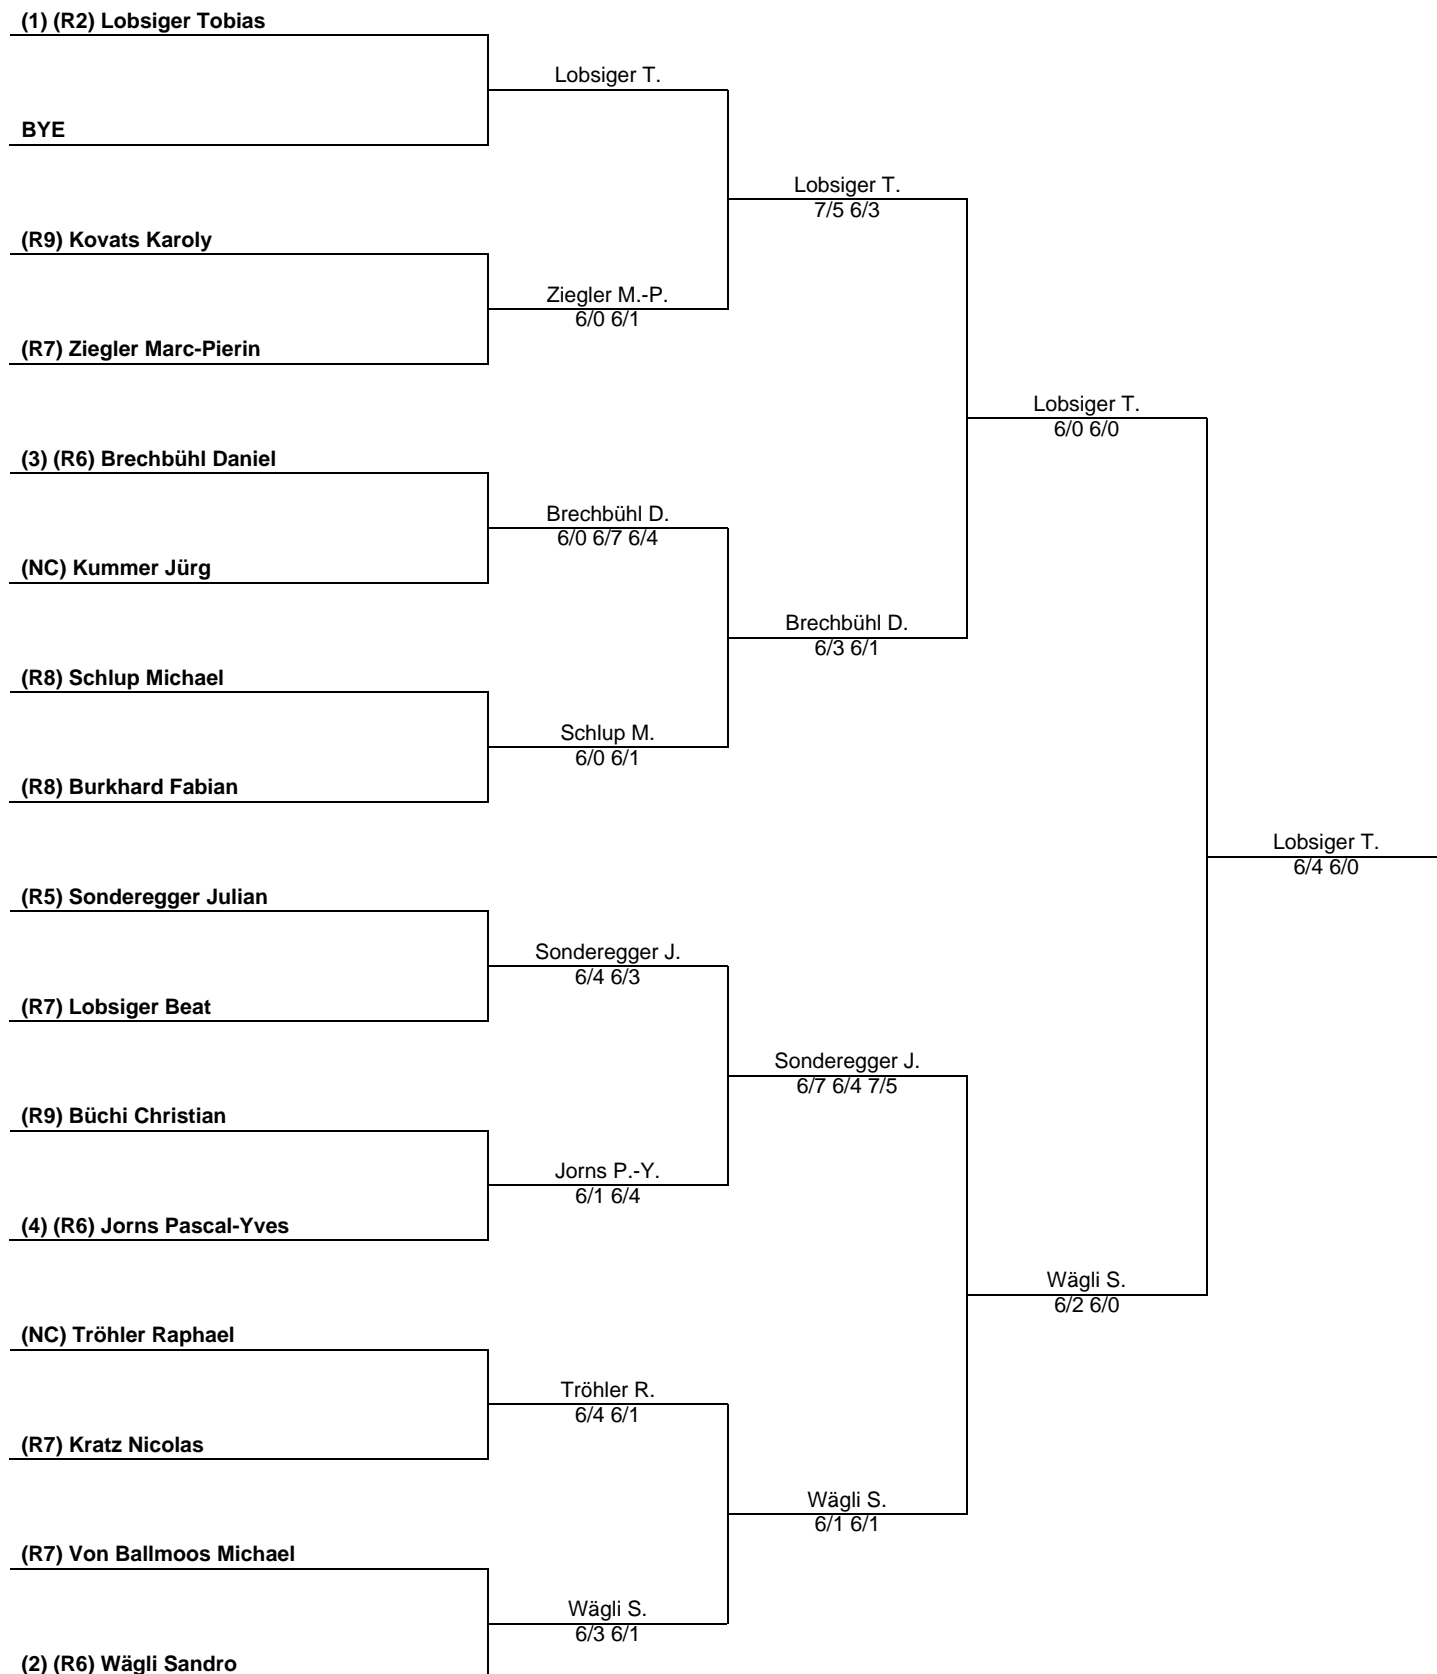 (1) (R2) Lobsiger Tobias
Lobsiger T.
BYE
Lobsiger T.
7/5 6/3
(R9) Kovats Karoly
Ziegler M.-P.
6/0 6/1
(R7) Ziegler Marc-Pierin
Lobsiger T.
6/0 6/0
(3) (R6) Brechbühl Daniel
Brechbühl D.
6/0 6/7 6/4
(NC) Kummer Jürg
Brechbühl D.
6/3 6/1
(R8) Schlup Michael
Schlup M.
6/0 6/1
(R8) Burkhard Fabian
Lobsiger T.
6/4 6/0
(R5) Sonderegger Julian
Sonderegger J.
6/4 6/3
(R7) Lobsiger Beat
Sonderegger J.
6/7 6/4 7/5
(R9) Büchi Christian
Jorns P.-Y.
6/1 6/4
(4) (R6) Jorns Pascal-Yves
Wägli S.
6/2 6/0
(NC) Tröhler Raphael
Tröhler R.
6/4 6/1
(R7) Kratz Nicolas
Wägli S.
6/1 6/1
(R7) Von Ballmoos Michael
Wägli S.
6/3 6/1
(2) (R6) Wägli Sandro